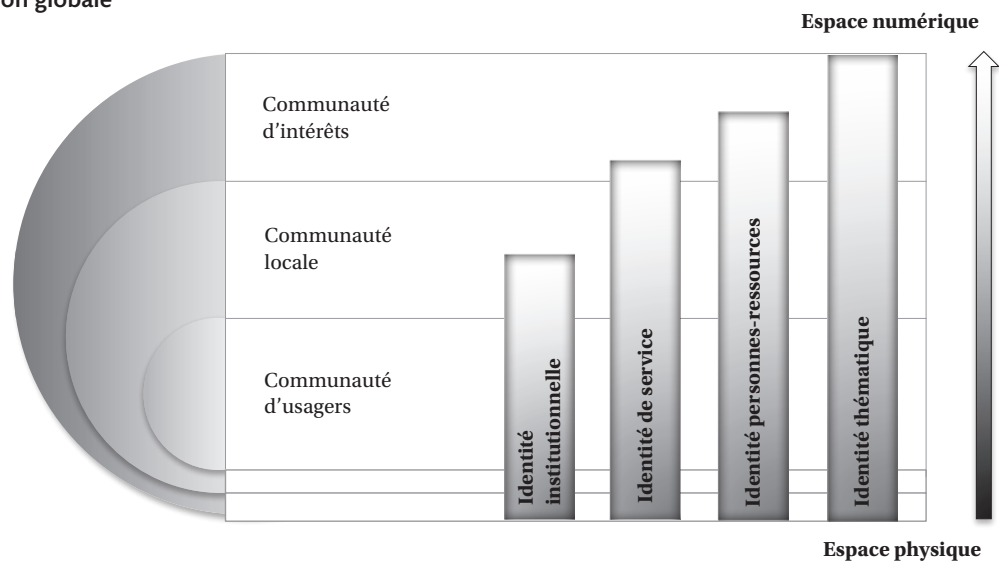 on globale
Espace numérique
Communauté
d'intérêts
Communauté
locale
Communauté
d'usagers
Identité
institutionnelle
Identité de service
Identité personnes-ressources
Identité thématique
Espace physique